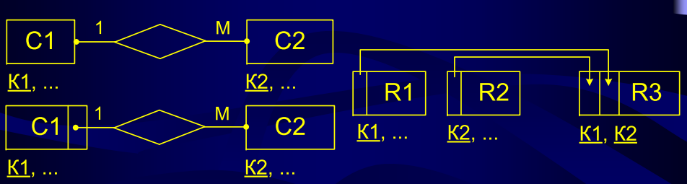 С1 1 М С2
К1, ... К2, ...
С1 1 М С2
К1, ... К2, ...
R1 R2 R3
К1, ... К2, ... К1, К2